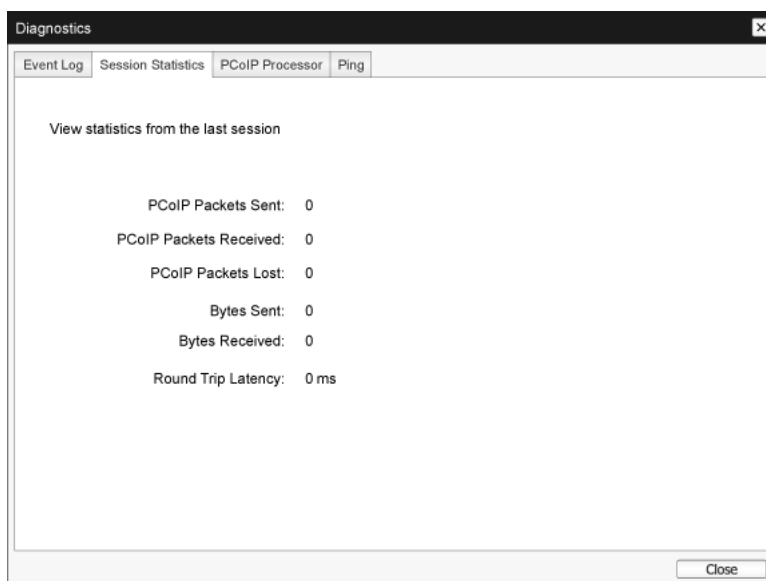 Diagnostics
Event Log Session Statistics PCoIP Processor Ping
View statistics from the last session
PCoIP Packets Sent: 0
PCoIP Packets Received: 0
PCoIP Packets Lost: 0
Bytes Sent: 0
Bytes Received: 0
Round Trip Latency: 0 ms
Close